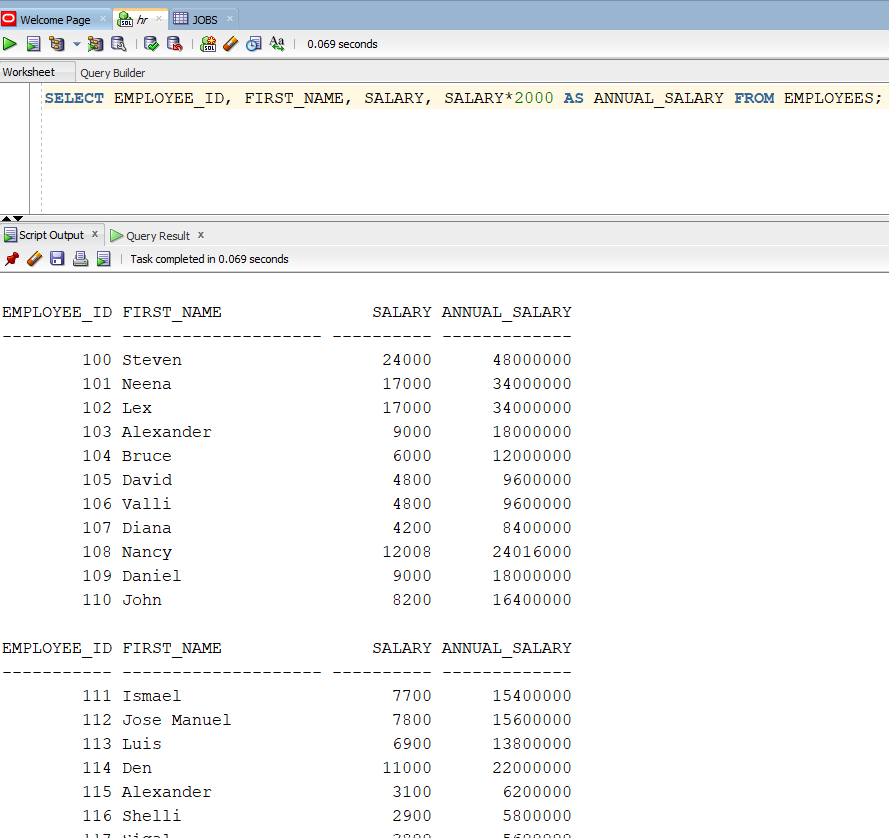 Welcome Page hr JOBS
0.069 seconds
Worksheet Query Builder
SELECT EMPLOYEE_ID, FIRST_NAME, SALARY, SALARY*2000 AS ANNUAL_SALARY FROM EMPLOYEES;
Script Output x Query Result x
Task completed in 0.069 seconds
EMPLOYEE_ID FIRST_NAME SALARY ANNUAL_SALARY
----------- -------------------- ---------- -------------
100 Steven 24000 48000000
101 Neena 17000 34000000
102 Lex 17000 34000000
103 Alexander 9000 18000000
104 Bruce 6000 12000000
105 David 4800 9600000
106 Valli 4800 9600000
107 Diana 4200 8400000
108 Nancy 12008 24016000
109 Daniel 9000 18000000
110 John 8200 16400000
EMPLOYEE_ID FIRST_NAME SALARY ANNUAL_SALARY
----------- -------------------- ---------- -------------
111 Ismael 7700 15400000
112 Jose Manuel 7800 15600000
113 Luis 6900 13800000
114 Den 11000 22000000
115 Alexander 3100 6200000
116 Shelli 2900 5800000